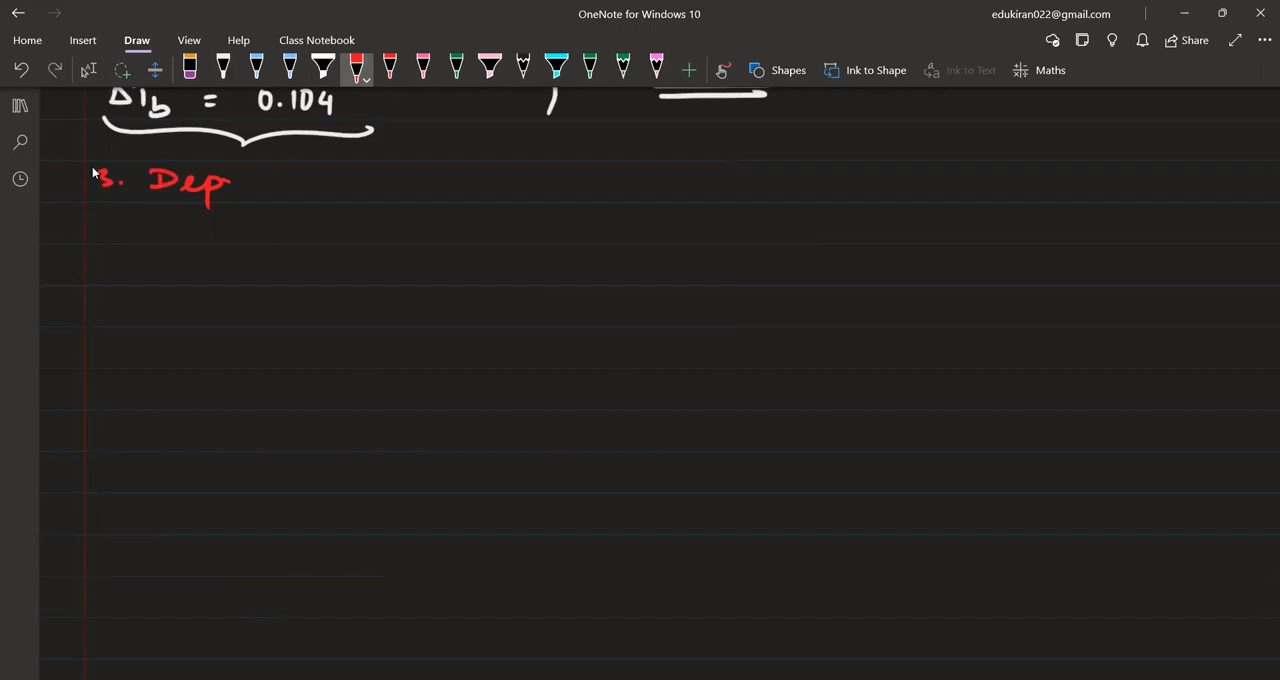 OneNote for Windows 10
edukiran022@gmail.com
Home Insert Draw View Help Class Notebook
Share
Shapes Ink to Shape Ink to Text Maths
ΔT_b = 0.104
3. Dep